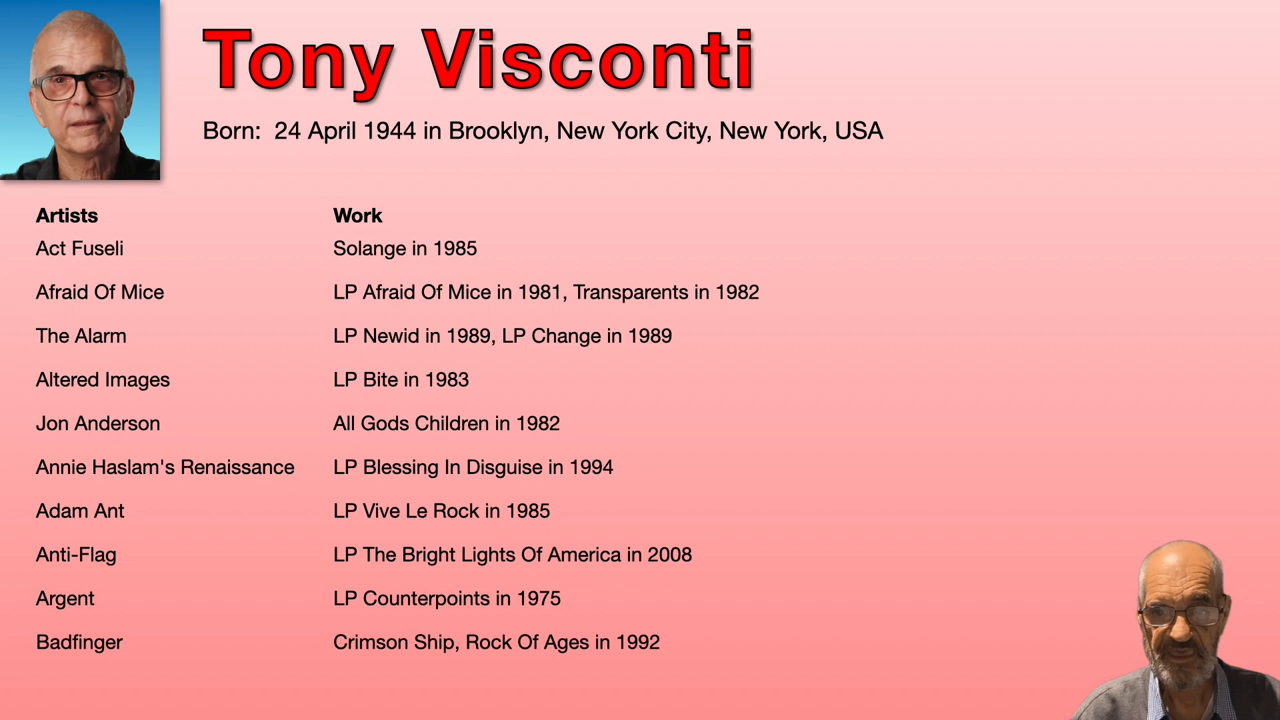 Tony Visconti
Born:  24 April 1944 in Brooklyn, New York City, New York, USA
Artists Work
Act Fuseli Solange in 1985
Afraid Of Mice LP Afraid Of Mice in 1981, Transparents in 1982
The Alarm LP Newid in 1989, LP Change in 1989
Altered Images LP Bite in 1983
Jon Anderson All Gods Children in 1982
Annie Haslam's Renaissance LP Blessing In Disguise in 1994
Adam Ant LP Vive Le Rock in 1985
Anti-Flag LP The Bright Lights Of America in 2008
Argent LP Counterpoints in 1975
Badfinger Crimson Ship, Rock Of Ages in 1992